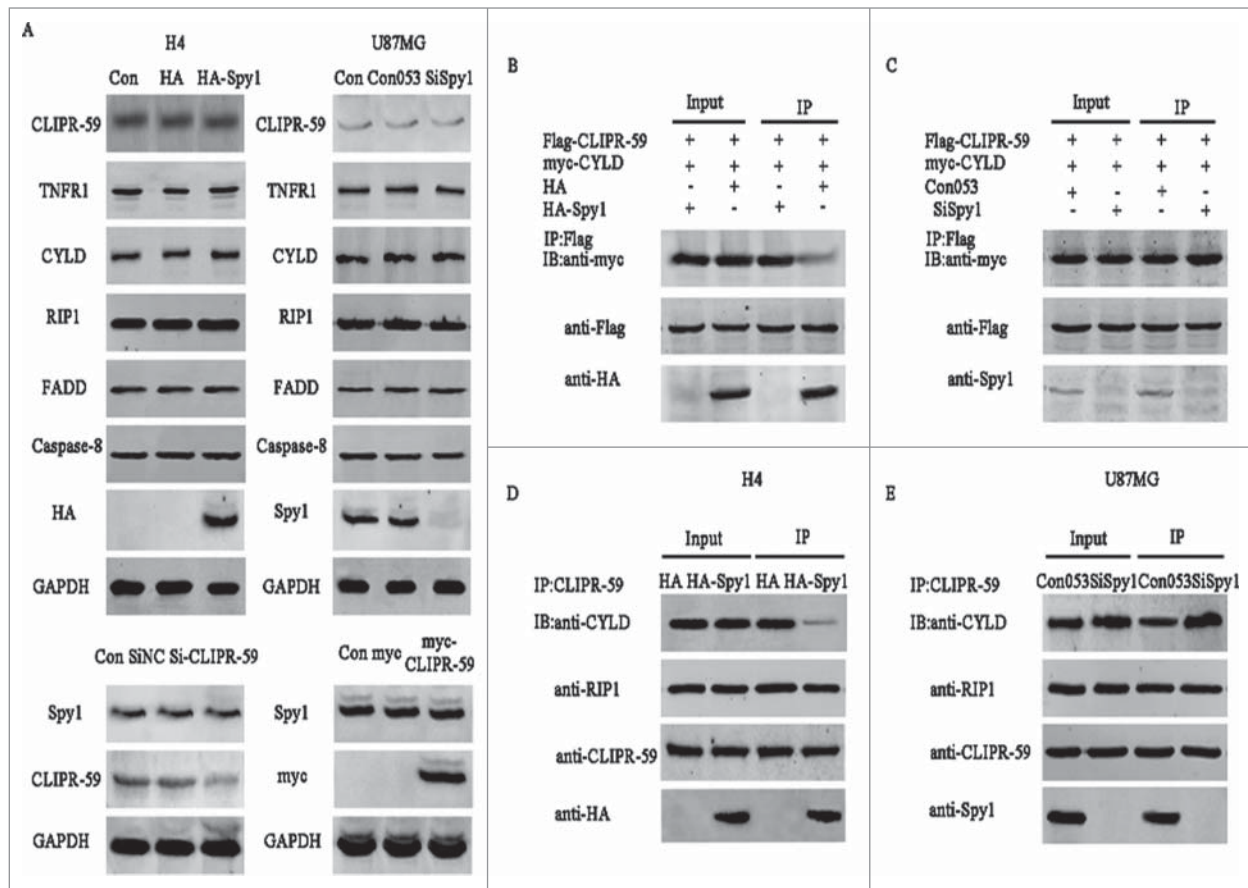 A
H4
U87MG
Con HA HA-Spy1
Con Con053 SiSpy1
CLIPR-59
CLIPR-59
TNFR1
TNFR1
CYLD
CYLD
RIP1
RIP1
FADD
FADD
Caspase-8
Caspase-8
HA
Spy1
GAPDH
GAPDH
Con SiNC Si-CLIPR-59
Con myc myc-CLIPR-59
Spy1
Spy1
CLIPR-59
myc
GAPDH
GAPDH
B
Input IP
Flag-CLIPR-59 + + + +
myc-CYLD + + + +
HA - + - +
HA-Spy1 + - + -
IP:Flag
IB:anti-myc
anti-Flag
anti-HA
C
Input IP
Flag-CLIPR-59 + + + +
myc-CYLD + + + +
Con053 + - + -
SiSpy1 - + - +
IP:Flag
IB:anti-myc
anti-Flag
anti-Spy1
D
H4
Input IP
IP:CLIPR-59 HA HA-Spy1 HA HA-Spy1
IB:anti-CYLD
anti-RIP1
anti-CLIPR-59
anti-HA
E
U87MG
Input IP
IP:CLIPR-59 Con053SiSpy1 Con053SiSpy1
IB:anti-CYLD
anti-RIP1
anti-CLIPR-59
anti-Spy1